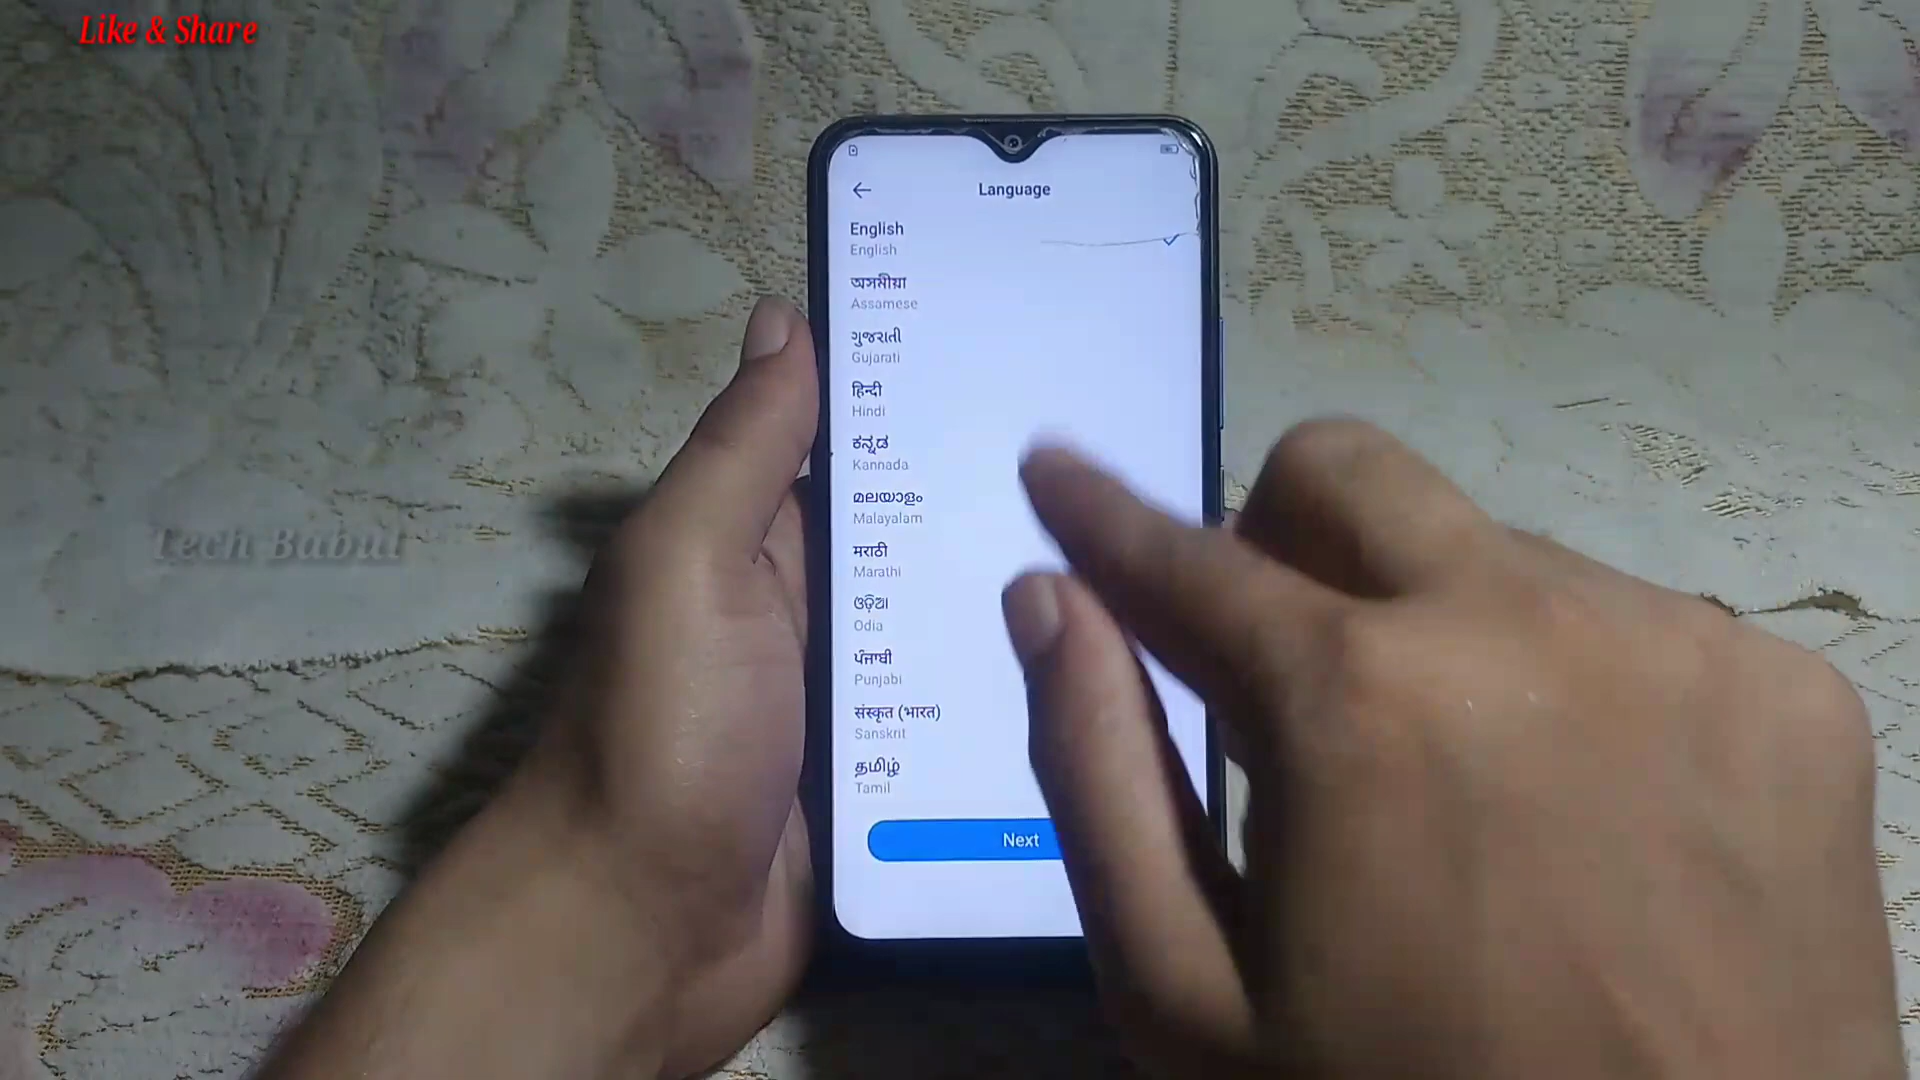 Like & Share
Language
English
English
অসমীয়া
Assamese
ગુજરાતી
Gujarati
हिन्दी
Hindi
ಕನ್ನಡ
Kannada
മലയാളം
Malayalam
मराठी
Marathi
ଓଡ଼ିଆ
Odia
ਪੰਜਾਬੀ
Punjabi
संस्कृत (भारत)
Sanskrit
தமிழ்
Tamil
Next
Tech Babul